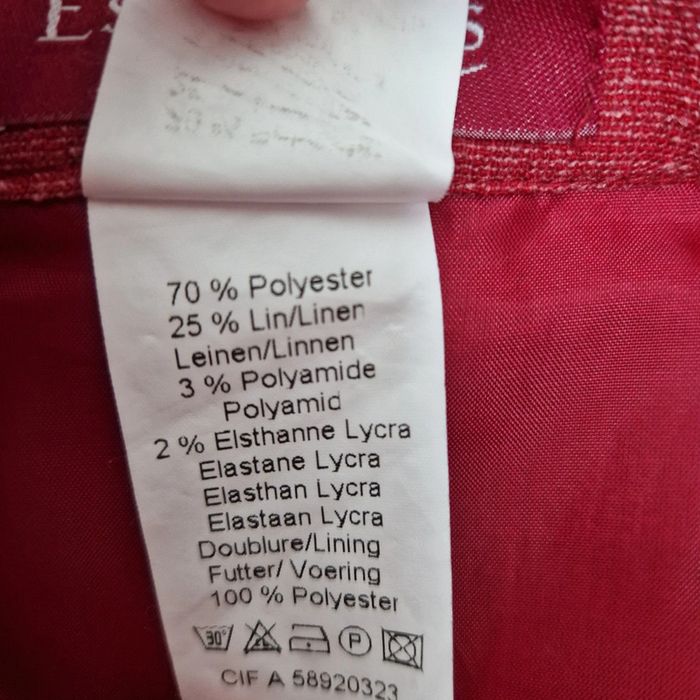 70 % Polyester
25 % Lin/Linen
Leinen/Linnen
3 % Polyamide
Polyamid
2 % Elsthanne Lycra
Elastane Lycra
Elasthan Lycra
Elastaan Lycra
Doublure/Lining
Futter/ Voering
100 % Polyester
30° P
CIF A 58920323